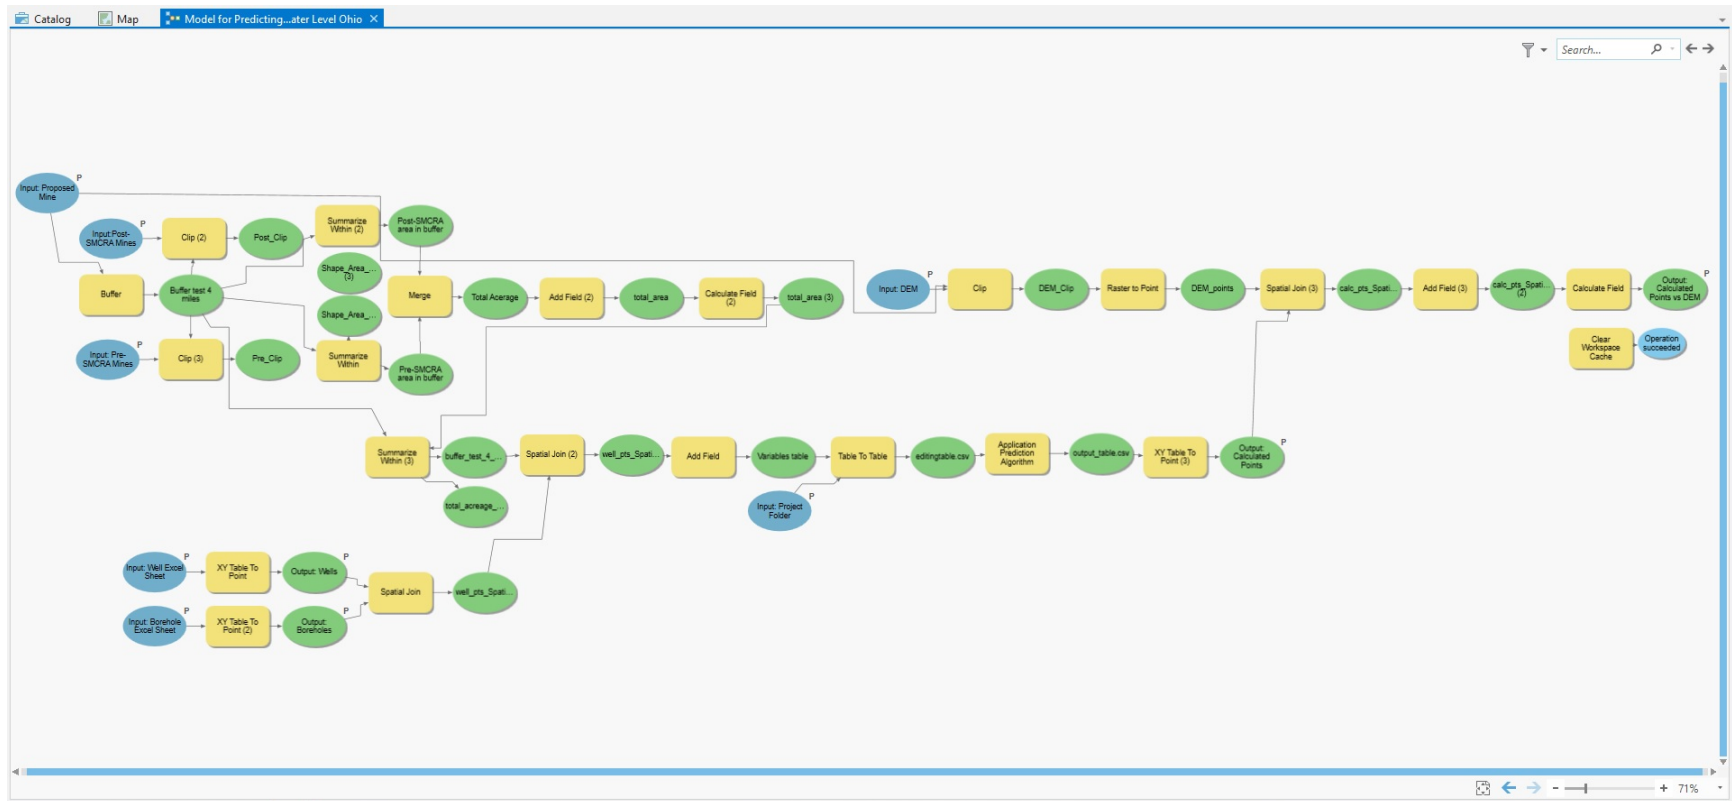 Catalog
Map
Model for Predicting...ater Level Ohio
Search...
Input: Proposed
Mine
P
Input:Post-
SMCRA Mines
P
Clip (2)
Post_Clip
Summarize
Within (2)
Post-SMCRA
area in buffer
Buffer
Buffer test 4
miles
Shape_Area_...
(3)
Shape_Area_...
Merge
Total Acerage
Add Field (2)
total_area
Calculate Field
(2)
total_area (3)
Input: DEM
P
Clip
DEM_Clip
Raster to Point
DEM_points
Spatial Join (3)
calc_pts_Spati...
Add Field (3)
calc_pts_Spati...
(2)
Calculate Field
Output:
Calculated
Points vs DEM
P
Clear
Workspace
Cache
Operation
succeeded
Input: Pre-
SMCRA Mines
P
Clip (3)
Pre_Clip
Summarize
Within
Pre-SMCRA
area in buffer
Summarize
Within (3)
buffer_test_4_...
total_acreage_...
Spatial Join (2)
well_pts_Spati...
Add Field
Variables table
Table To Table
Input: Project
Folder
P
editingtable.csv
Application
Prediction
Algorithm
output_table.csv
XY Table To
Point (3)
Output:
Calculated
Points
P
Input: Well Excel
Sheet
P
XY Table To
Point
Output: Wells
P
Input: Borehole
Excel Sheet
P
XY Table To
Point (2)
Output:
Boreholes
P
Spatial Join
well_pts_Spati...
- + 71%